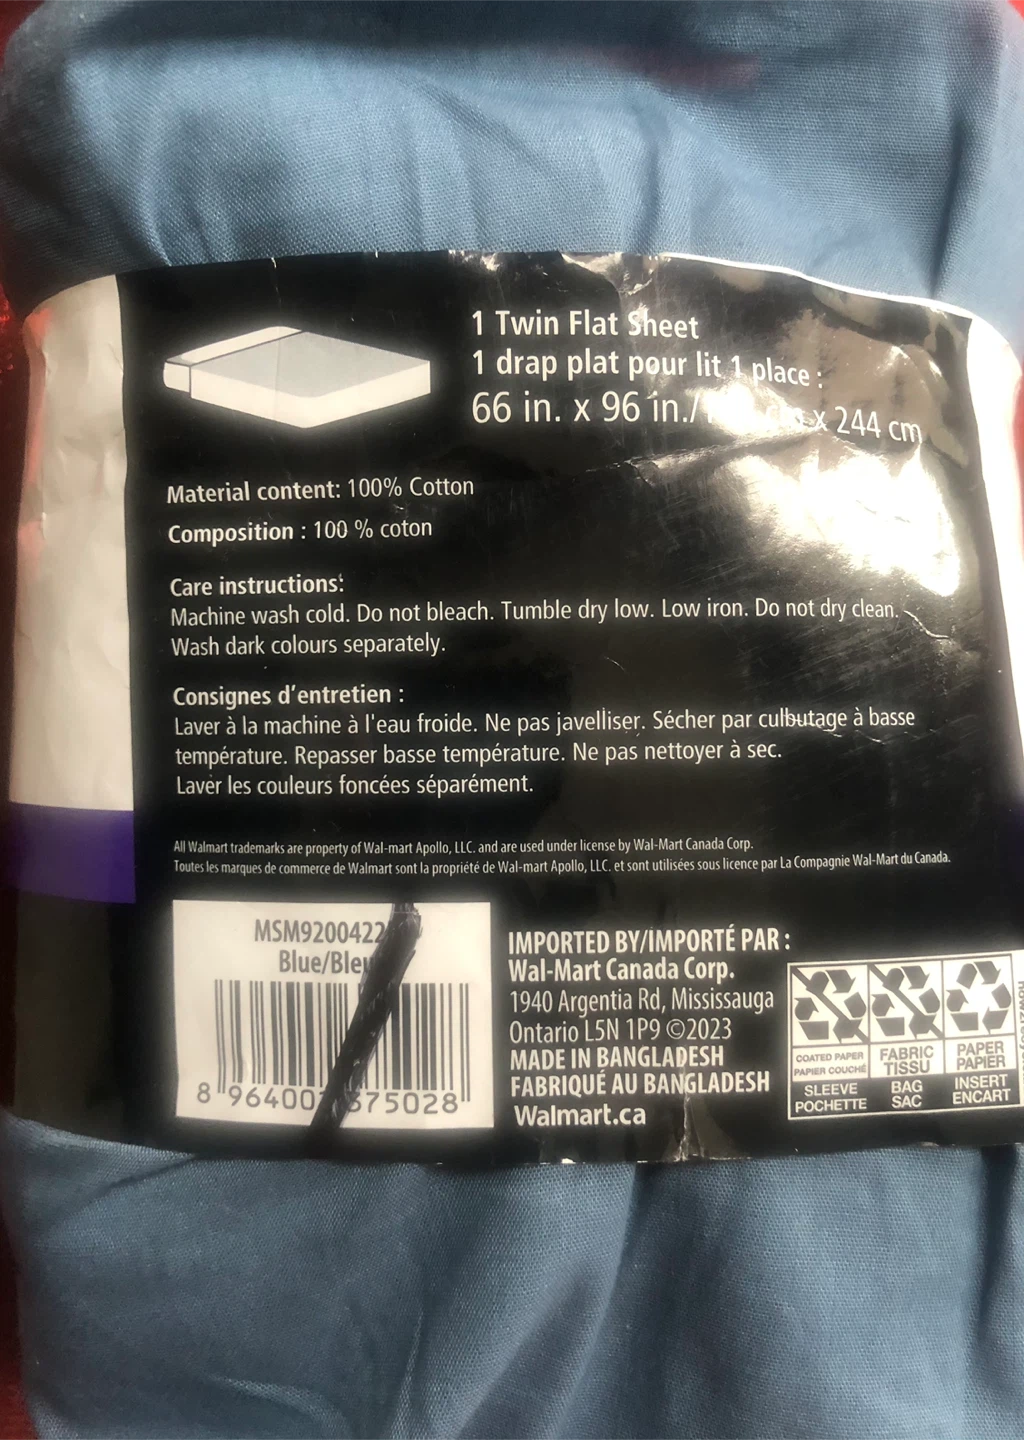 1 Twin Flat Sheet
1 drap plat pour lit 1 place :
66 in. x 96 in./ x 244 cm
Material content: 100% Cotton
Composition : 100 % coton
Care instructions:
Machine wash cold. Do not bleach. Tumble dry low. Low iron. Do not dry clean.
Wash dark colours separately.
Consignes d'entretien :
Laver à la machine à l'eau froide. Ne pas javelliser. Sécher par culbutage à basse
température. Repasser basse température. Ne pas nettoyer à sec.
Laver les couleurs foncées séparément.
All Walmart trademarks are property of Wal-mart Apollo, LLC. and are used under license by Wal-Mart Canada Corp.
Toutes les marques de commerce de Walmart sont la propriété de Wal-mart Apollo, LLC. et sont utilisées sous licence par La Compagnie Wal-Mart du Canada.
MSM9200422
Blue/Bleu
8 96400 375028
IMPORTED BY/IMPORTÉ PAR :
Wal-Mart Canada Corp.
1940 Argentia Rd, Mississauga
Ontario L5N 1P9 ©2023
MADE IN BANGLADESH
FABRIQUÉ AU BANGLADESH
Walmart.ca
COATED PAPER
PAPIER COUCHÉ
SLEEVE
POCHETTE
FABRIC
TISSU
BAG
SAC
PAPER
PAPIER
INSERT
ENCART